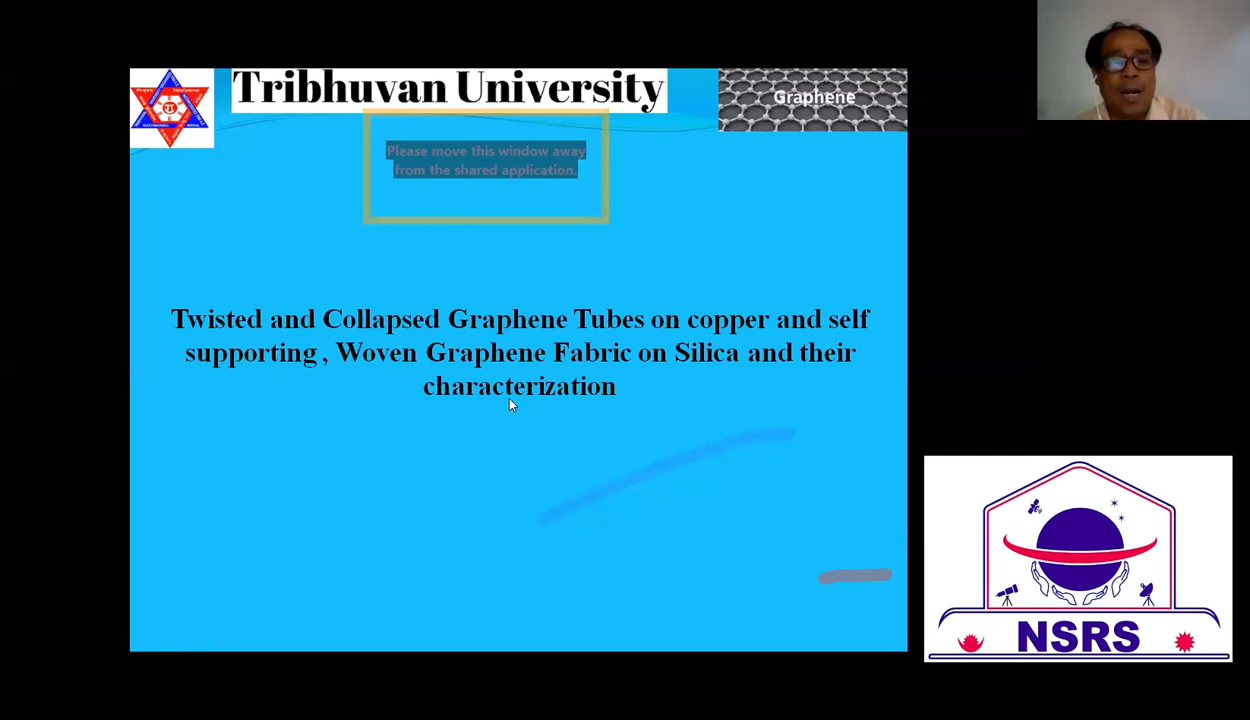 Tribhuvan University
Graphene
Please move this window away
from the shared application.
Twisted and Collapsed Graphene Tubes on copper and self
supporting , Woven Graphene Fabric on Silica and their
characterization
NSRS